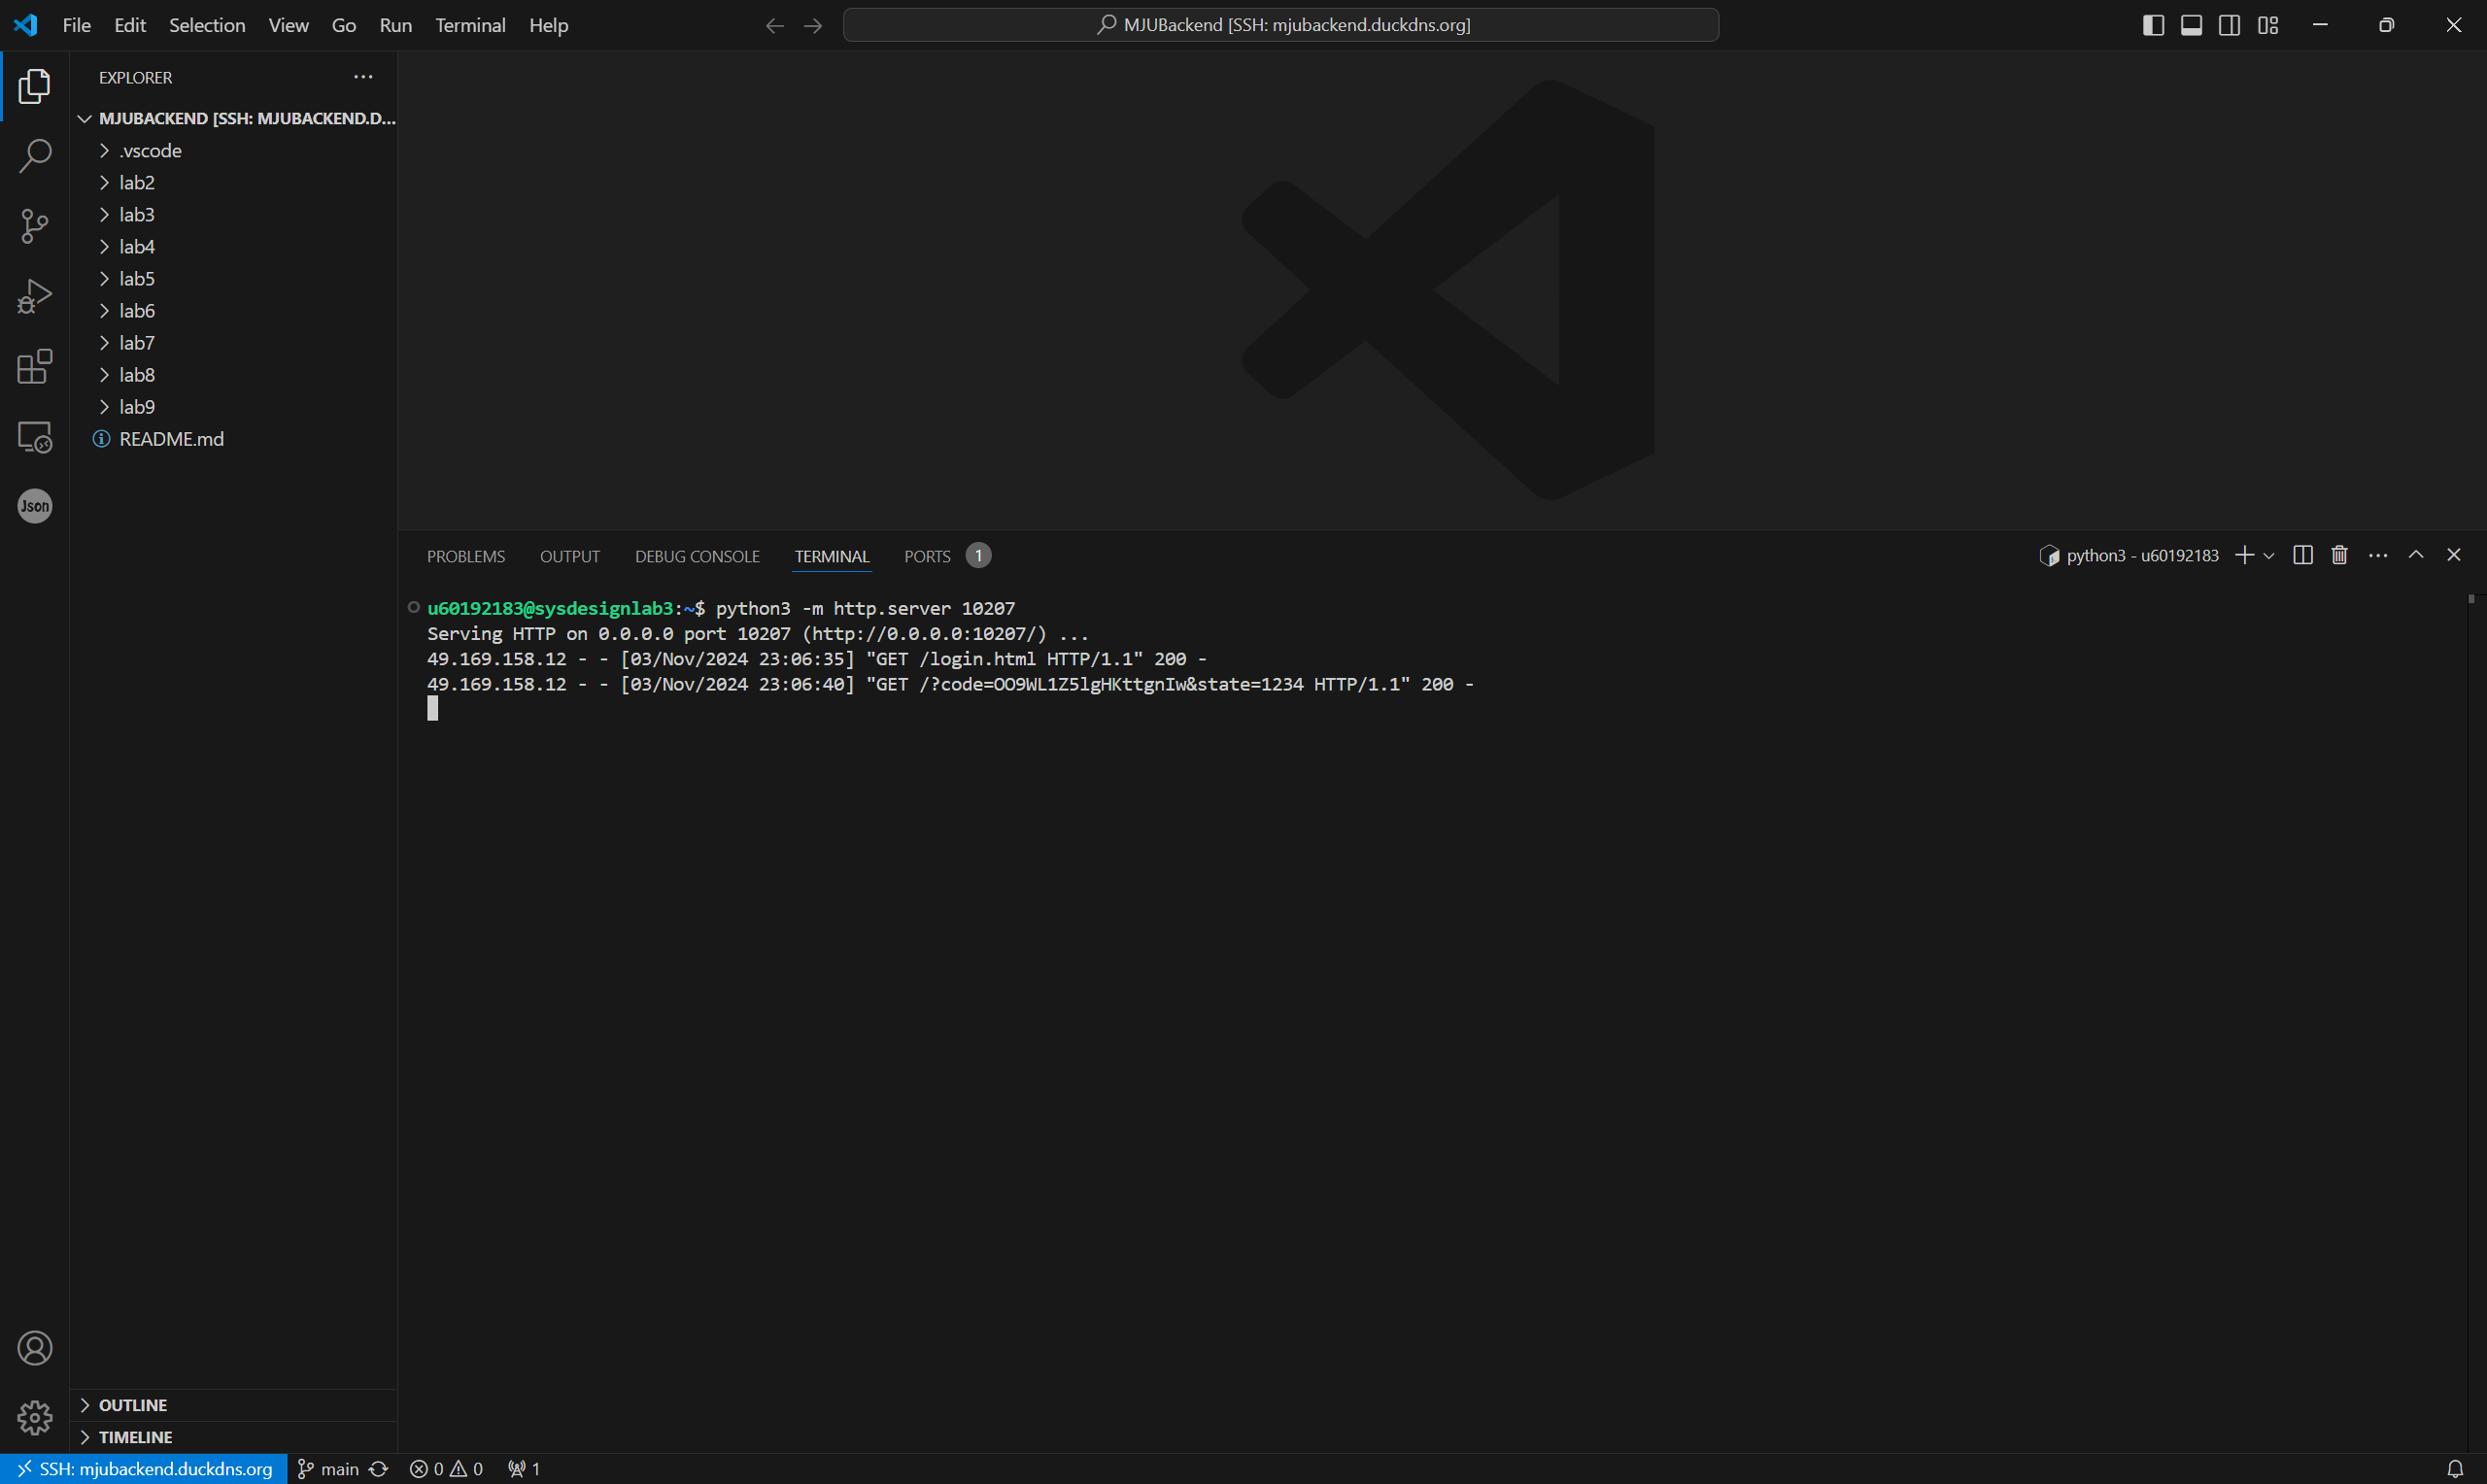 File Edit Selection View Go Run Terminal Help
MJUBackend [SSH: mjubackend.duckdns.org]
EXPLORER
MJUBACKEND [SSH: MJUBACKEND.D...
.vscode
lab2
lab3
lab4
lab5
lab6
lab7
lab8
lab9
README.md
Json
OUTLINE
TIMELINE
PROBLEMS OUTPUT DEBUG CONSOLE TERMINAL PORTS 1
python3 - u60192183
u60192183@sysdesignlab3:~$ python3 -m http.server 10207
Serving HTTP on 0.0.0.0 port 10207 (http://0.0.0.0:10207/) ...
49.169.158.12 - - [03/Nov/2024 23:06:35] "GET /login.html HTTP/1.1" 200 -
49.169.158.12 - - [03/Nov/2024 23:06:40] "GET /?code=OO9WL1Z5lgHKttgnIw&state=1234 HTTP/1.1" 200 -
SSH: mjubackend.duckdns.org main 0 0 1